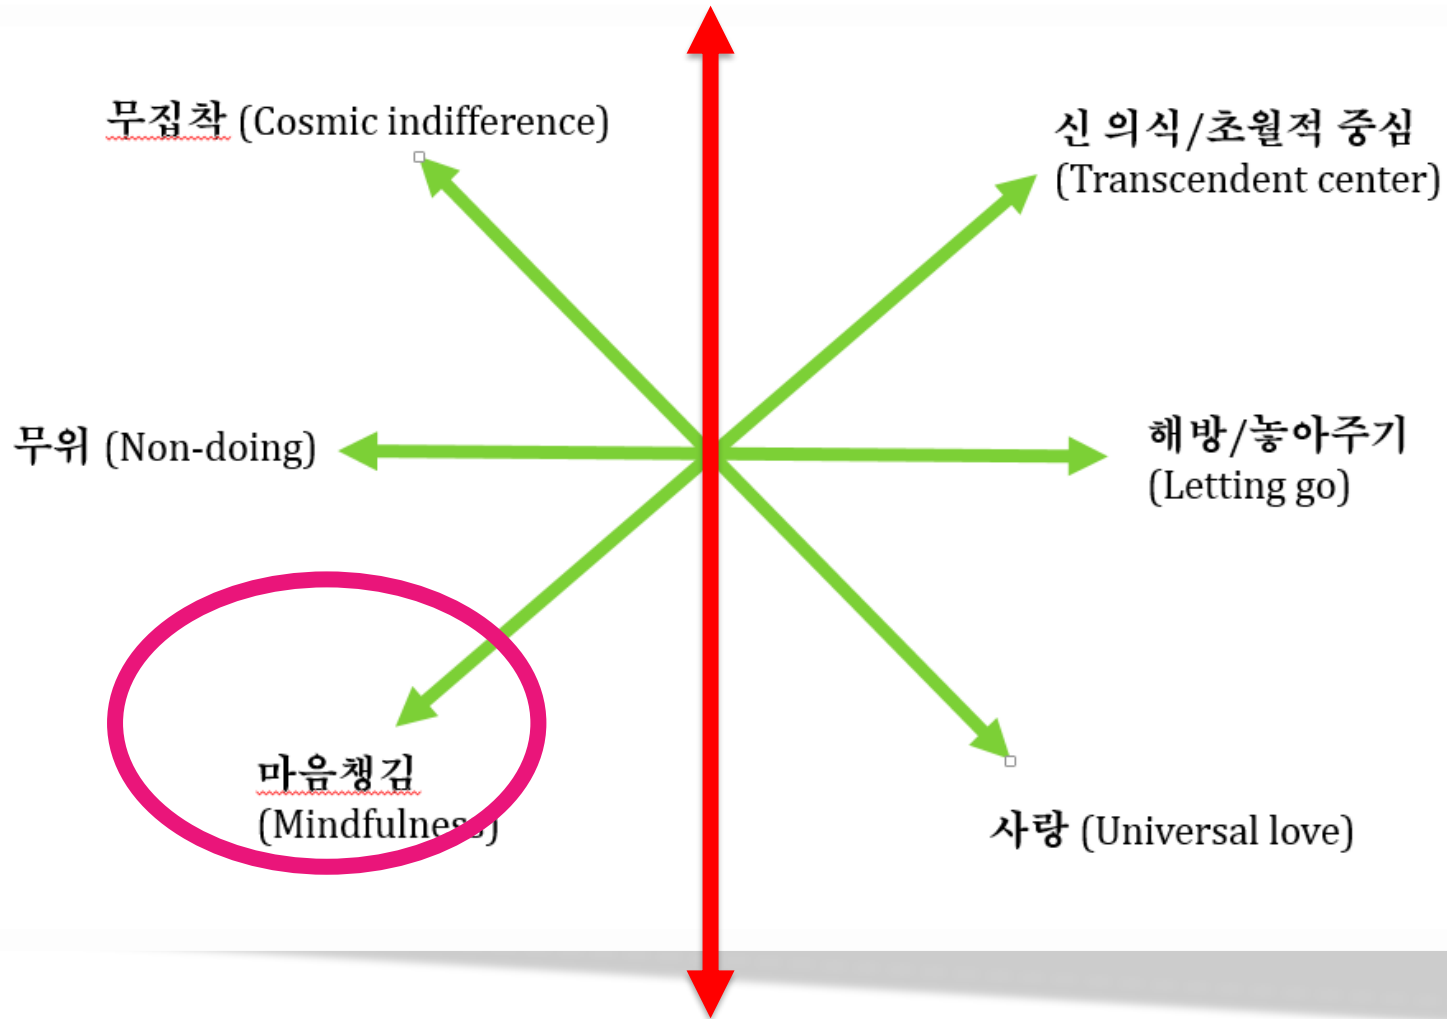 무집착 (Cosmic indifference)
신 의식/초월적 중심
(Transcendent center)
무위 (Non-doing)
해방/놓아주기
(Letting go)
마음챙김
(Mindfulness)
사랑 (Universal love)